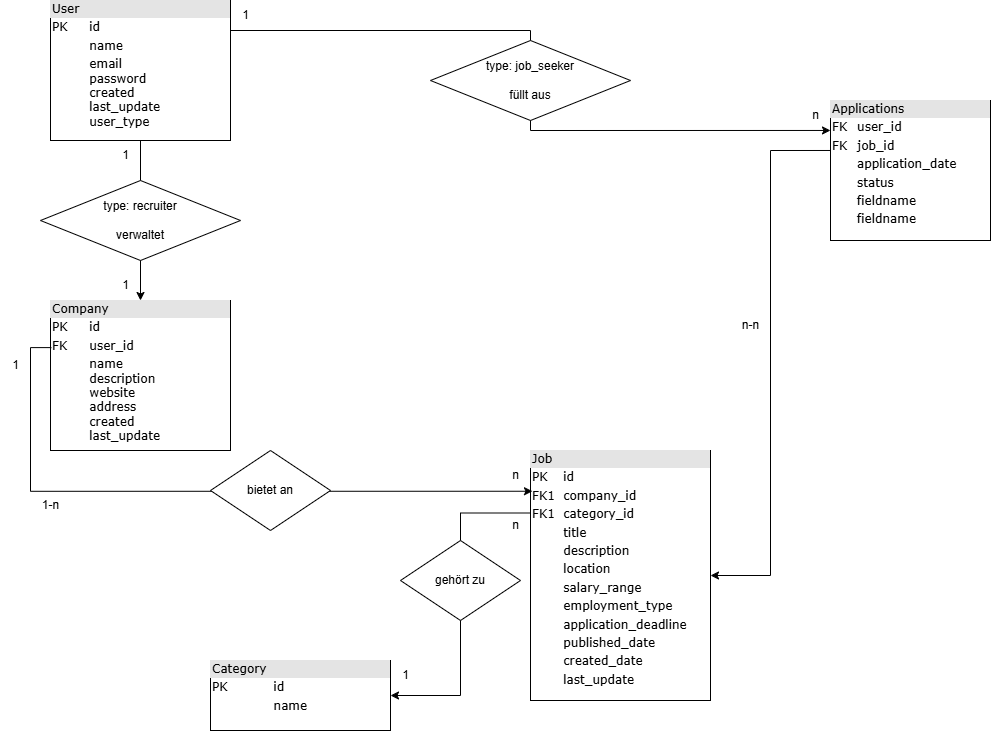 User
PK id
name
email
password
created
last_update
user_type
1
type: job_seeker
füllt aus
n
Applications
FK user_id
FK job_id
application_date
status
fieldname
fieldname
1
type: recruiter
verwaltet
1
Company
PK id
FK user_id
name
description
website
address
created
last_update
1
1-n
bietet an
n
n-n
Job
PK id
FK1 company_id
FK1 category_id
title
description
location
salary_range
employment_type
application_deadline
published_date
created_date
last_update
n
gehört zu
1
Category
PK id
name